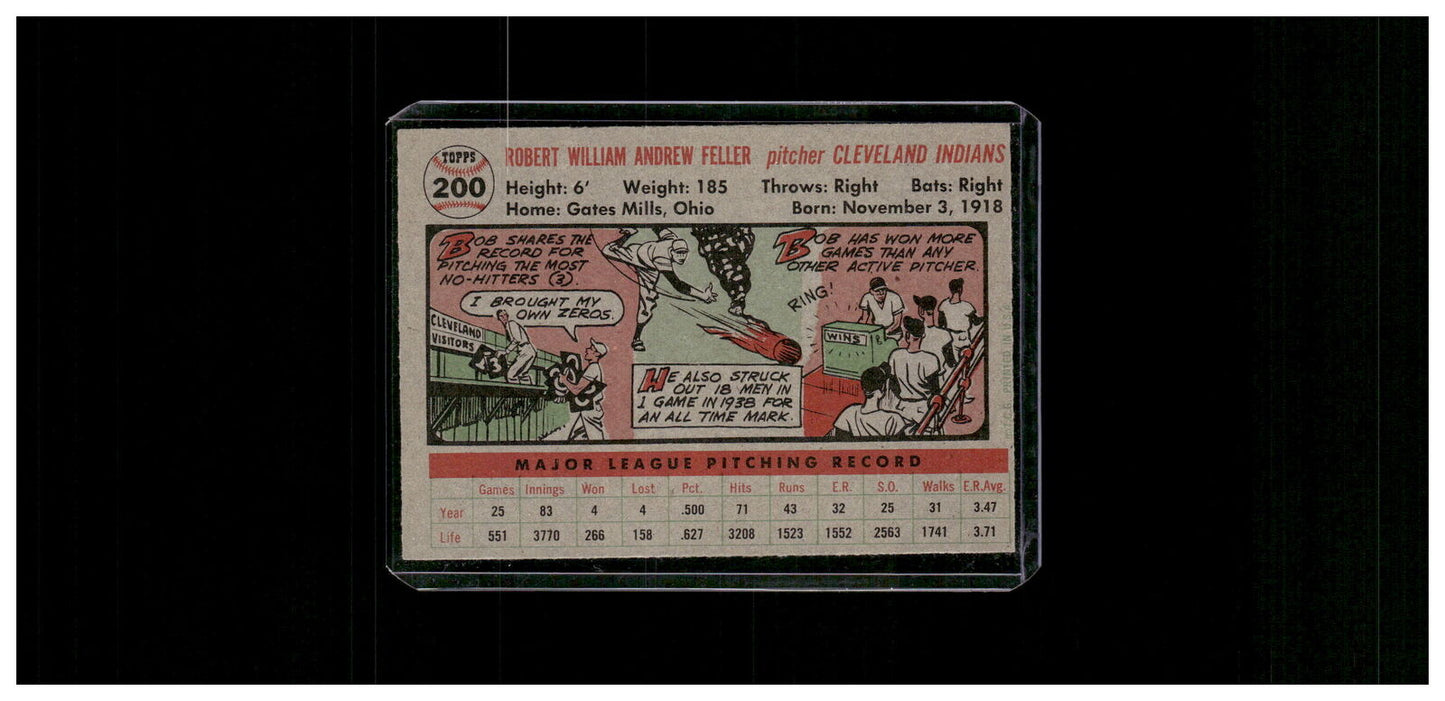 TOPPS
200
ROBERT WILLIAM ANDREW FELLER pitcher CLEVELAND INDIANS
Height: 6' Weight: 185 Throws: Right Bats: Right
Home: Gates Mills, Ohio Born: November 3, 1918
BOB SHARES THE
RECORD FOR
PITCHING THE MOST
NO-HITTERS (3).
I BROUGHT MY
OWN ZEROS.
CLEVELAND
VISITORS
3
HE ALSO STRUCK
OUT 18 MEN IN
1 GAME IN 1938 FOR
AN ALL TIME MARK.
BOB HAS WON MORE
GAMES THAN ANY
OTHER ACTIVE PITCHER.
RING!
WINS
PRINTED IN U.S.A.
MAJOR LEAGUE PITCHING RECORD
Games Innings Won Lost Pct. Hits Runs E.R. S.O. Walks E.R.Avg.
Year 25 83 4 4 .500 71 43 32 25 31 3.47
Life 551 3770 266 158 .627 3208 1523 1552 2563 1741 3.71